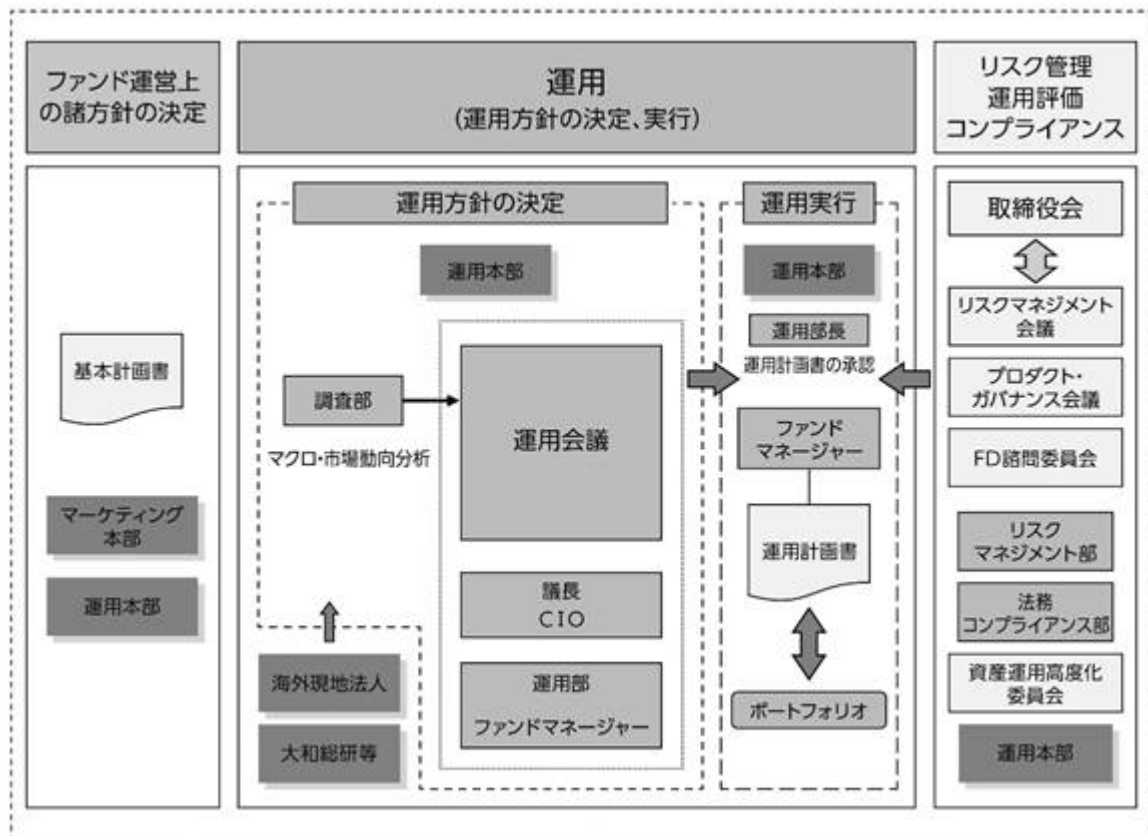 ファンド運営上
の諸方針の決定
運用
(運用方針の決定、実行)
リスク管理
運用評価
コンプライアンス
基本計画書
マーケティング
本部
運用本部
運用方針の決定
運用本部
調査部
マクロ・市場動向分析
運用会議
議長
CIO
運用部
ファンドマネージャー
海外現地法人
大和総研等
運用実行
運用本部
運用部長
運用計画書の承認
ファンド
マネージャー
運用計画書
ポートフォリオ
取締役会
リスクマネジメント
会議
プロダクト・
ガバナンス会議
FD諮問委員会
リスク
マネジメント部
法務
コンプライアンス部
資産運用高度化
委員会
運用本部